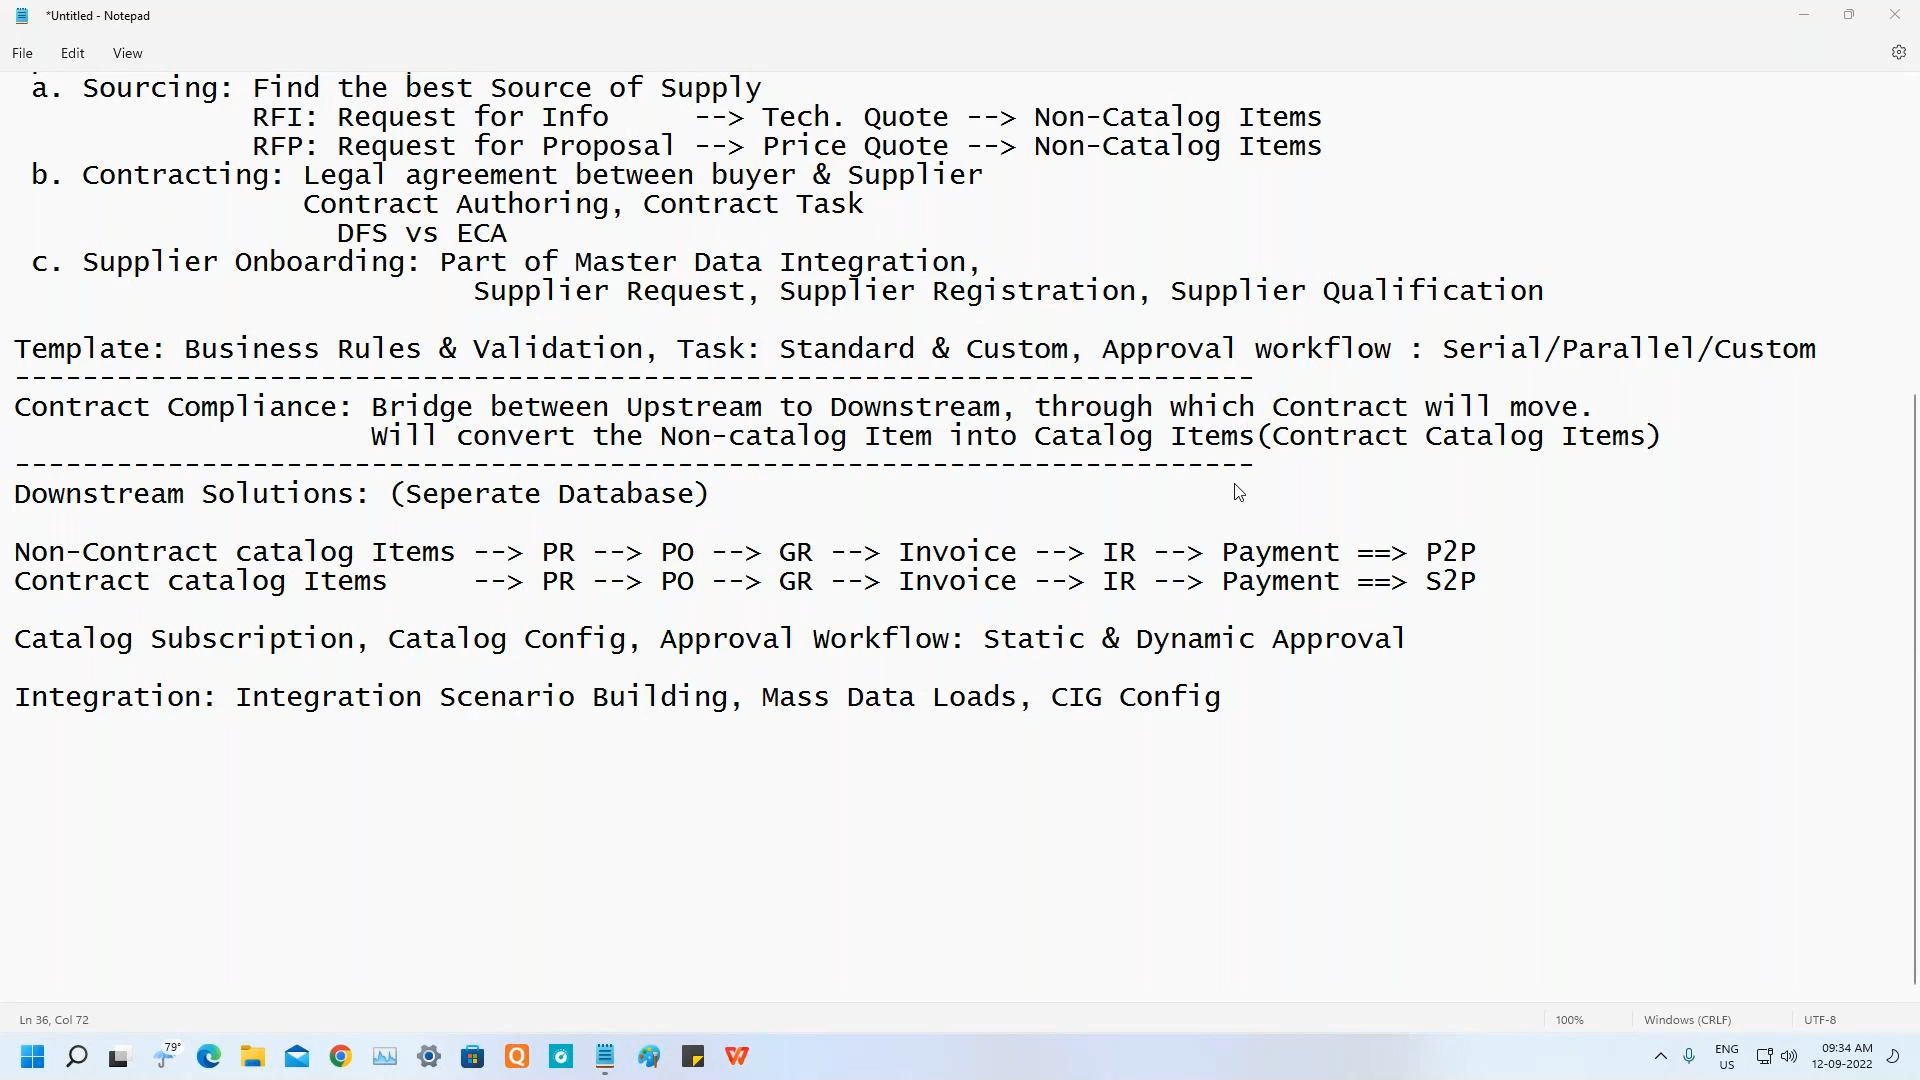 *Untitled - Notepad
File Edit View
a. Sourcing: Find the best Source of Supply
RFI: Request for Info --> Tech. Quote --> Non-Catalog Items
RFP: Request for Proposal --> Price Quote --> Non-Catalog Items
b. Contracting: Legal agreement between buyer & Supplier
Contract Authoring, Contract Task
DFS vs ECA
c. Supplier Onboarding: Part of Master Data Integration,
Supplier Request, Supplier Registration, Supplier Qualification
Template: Business Rules & Validation, Task: Standard & Custom, Approval workflow : Serial/Parallel/Custom
-------------------------------------------------------------------------
Contract Compliance: Bridge between Upstream to Downstream, through which Contract will move.
Will convert the Non-catalog Item into Catalog Items(Contract Catalog Items)
-------------------------------------------------------------------------
Downstream Solutions: (Seperate Database)
Non-Contract catalog Items --> PR --> PO --> GR --> Invoice --> IR --> Payment ==> P2P
Contract catalog Items --> PR --> PO --> GR --> Invoice --> IR --> Payment ==> S2P
Catalog Subscription, Catalog Config, Approval Workflow: Static & Dynamic Approval
Integration: Integration Scenario Building, Mass Data Loads, CIG Config
Ln 36, Col 72 100% Windows (CRLF) UTF-8
79° ENG US 09:34 AM 12-09-2022